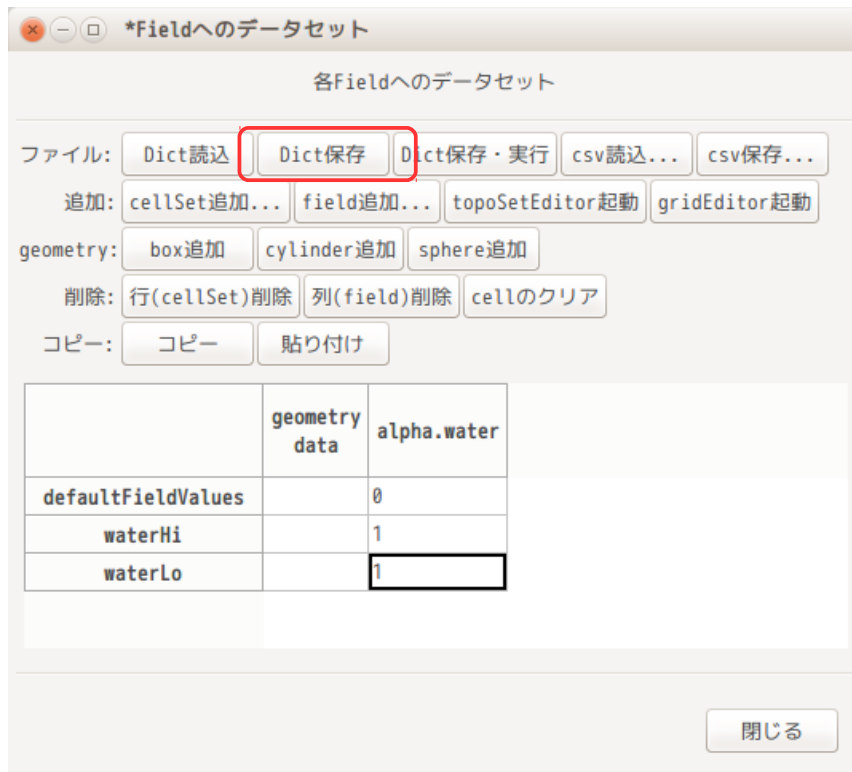 *Fieldへのデータセット
各Fieldへのデータセット
ファイル: Dict読込 Dict保存 Dict保存・実行 csv読込... csv保存...
追加: cellSet追加... field追加... topoSetEditor起動 gridEditor起動
geometry: box追加 cylinder追加 sphere追加
削除: 行(cellSet)削除 列(field)削除 cellのクリア
コピー: コピー 貼り付け
geometry
data
alpha.water
defaultFieldValues 0
waterHi 1
waterLo 1
閉じる